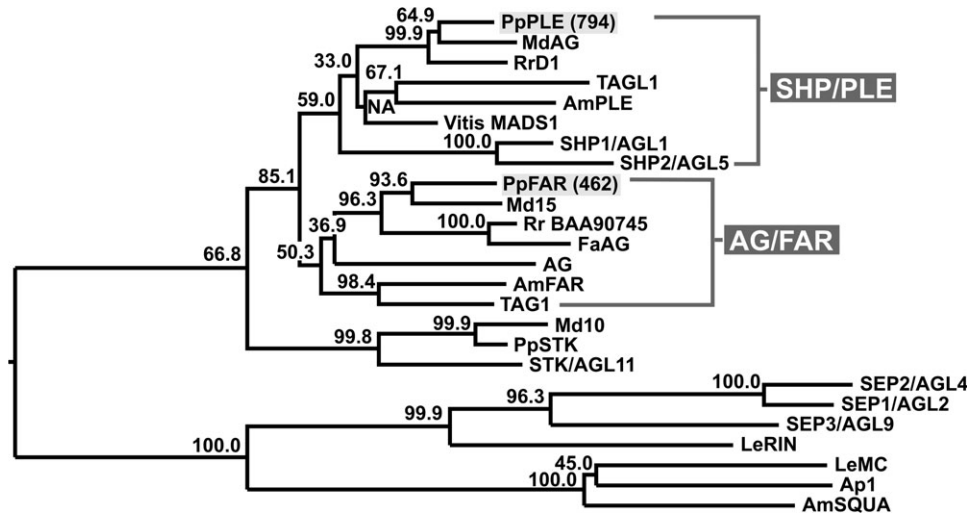 64.9
PpPLE (794)
99.9
MdAG
33.0
RrD1
67.1
TAGL1
SHP/PLE
59.0
NA
AmPLE
Vitis MADS1
100.0
SHP1/AGL1
SHP2/AGL5
85.1
93.6
PpFAR (462)
96.3
Md15
36.9
100.0
Rr BAA90745
AG/FAR
FaAG
66.8
50.3
AG
98.4
AmFAR
TAG1
99.9
Md10
99.8
PpSTK
STK/AGL11
100.0
SEP2/AGL4
96.3
SEP1/AGL2
99.9
SEP3/AGL9
100.0
LeRIN
45.0
LeMC
100.0
Ap1
AmSQUA